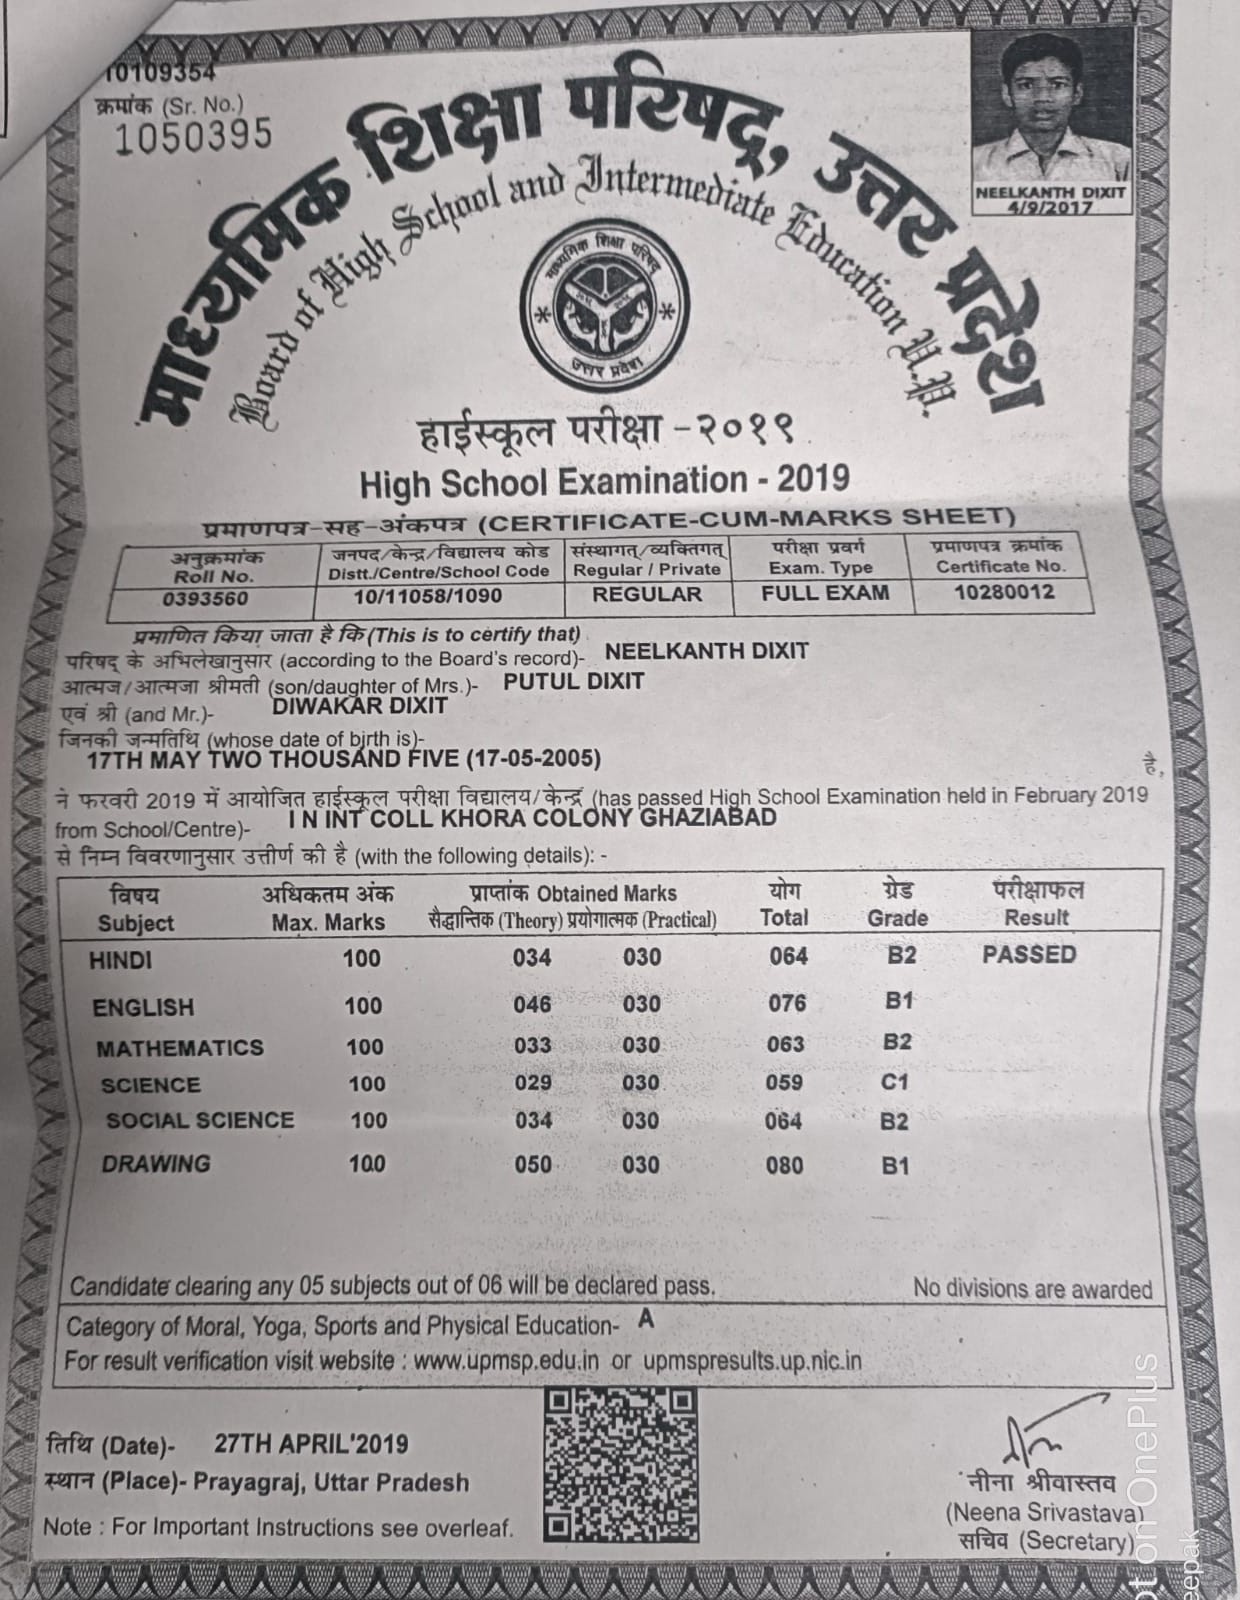 10109354
क्रमांक (Sr. No.)
1050395
NEELKANTH DIXIT
4/9/2017
माध्यमिक शिक्षा परिषद्, उत्तर प्रदेश
Board of High School and Intermediate Education U.P.
माध्यमिक शिक्षा परिषद्
उत्तर प्रदेश
हाईस्कूल परीक्षा - २०१९
High School Examination - 2019
प्रमाणपत्र-सह-अंकपत्र (CERTIFICATE-CUM-MARKS SHEET)
अनुक्रमांक जनपद/केन्द्र/विद्यालय कोड संस्थागत्/व्यक्तिगत् परीक्षा प्रवर्ग प्रमाणपत्र क्रमांक
Roll No. Distt./Centre/School Code Regular / Private Exam. Type Certificate No.
0393560 10/11058/1090 REGULAR FULL EXAM 10280012
प्रमाणित किया जाता है कि (This is to certify that)
परिषद् के अभिलेखानुसार (according to the Board's record)- NEELKANTH DIXIT
आत्मज/आत्मजा श्रीमती (son/daughter of Mrs.)- PUTUL DIXIT
एवं श्री (and Mr.)- DIWAKAR DIXIT
जिनकी जन्मतिथि (whose date of birth is)-
17TH MAY TWO THOUSAND FIVE (17-05-2005) है,
ने फरवरी 2019 में आयोजित हाईस्कूल परीक्षा विद्यालय/केन्द्र (has passed High School Examination held in February 2019
from School/Centre)- I N INT COLL KHORA COLONY GHAZIABAD
से निम्न विवरणानुसार उत्तीर्ण की है (with the following details): -
विषय अधिकतम अंक प्राप्तांक Obtained Marks योग ग्रेड परीक्षाफल
Subject Max. Marks सैद्धान्तिक (Theory) प्रयोगात्मक (Practical) Total Grade Result
HINDI 100 034 030 064 B2 PASSED
ENGLISH 100 046 030 076 B1
MATHEMATICS 100 033 030 063 B2
SCIENCE 100 029 030 059 C1
SOCIAL SCIENCE 100 034 030 064 B2
DRAWING 100 050 030 080 B1
Candidate clearing any 05 subjects out of 06 will be declared pass. No divisions are awarded
Category of Moral, Yoga, Sports and Physical Education- A
For result verification visit website : www.upmsp.edu.in or upmspresults.up.nic.in
तिथि (Date)- 27TH APRIL'2019
स्थान (Place)- Prayagraj, Uttar Pradesh
Note : For Important Instructions see overleaf.
नीना श्रीवास्तव
(Neena Srivastava)
सचिव (Secretary)
ot on OnePlus
eepak